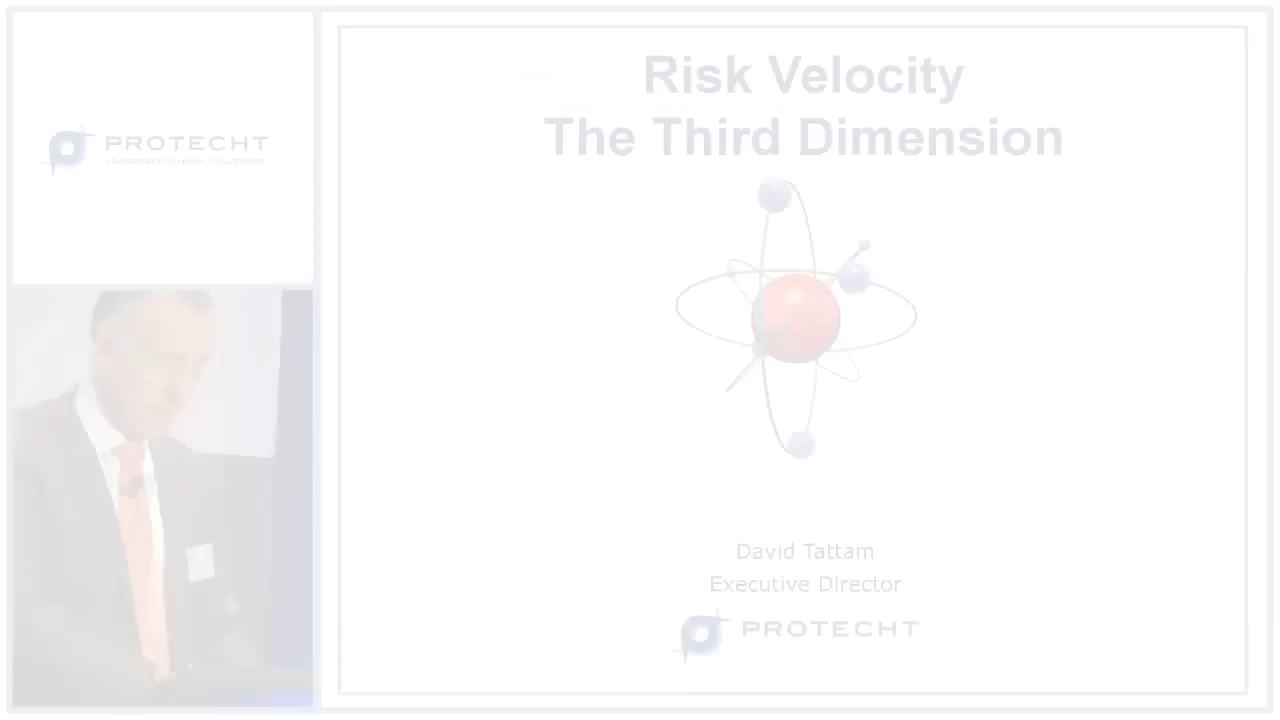 PROTECHT
Risk Velocity
The Third Dimension
David Tattam
Executive Director
PROTECHT